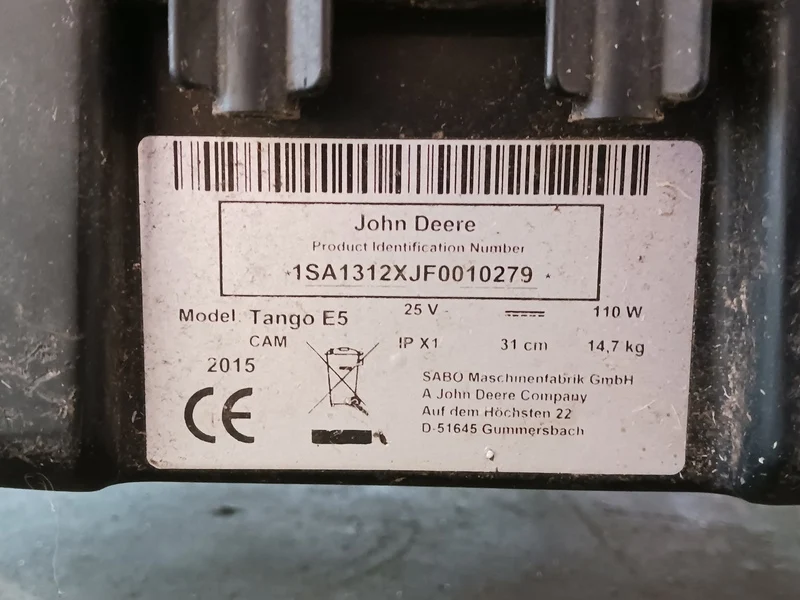 John Deere
Product Identification Number
*1SA1312XJF0010279*
Model. Tango E5 25 V 110 W
CAM IP X1 31 cm 14,7 kg
2015
SABO Maschinenfabrik GmbH
A John Deere Company
Auf dem Höchsten 22
D-51645 Gummersbach
CE